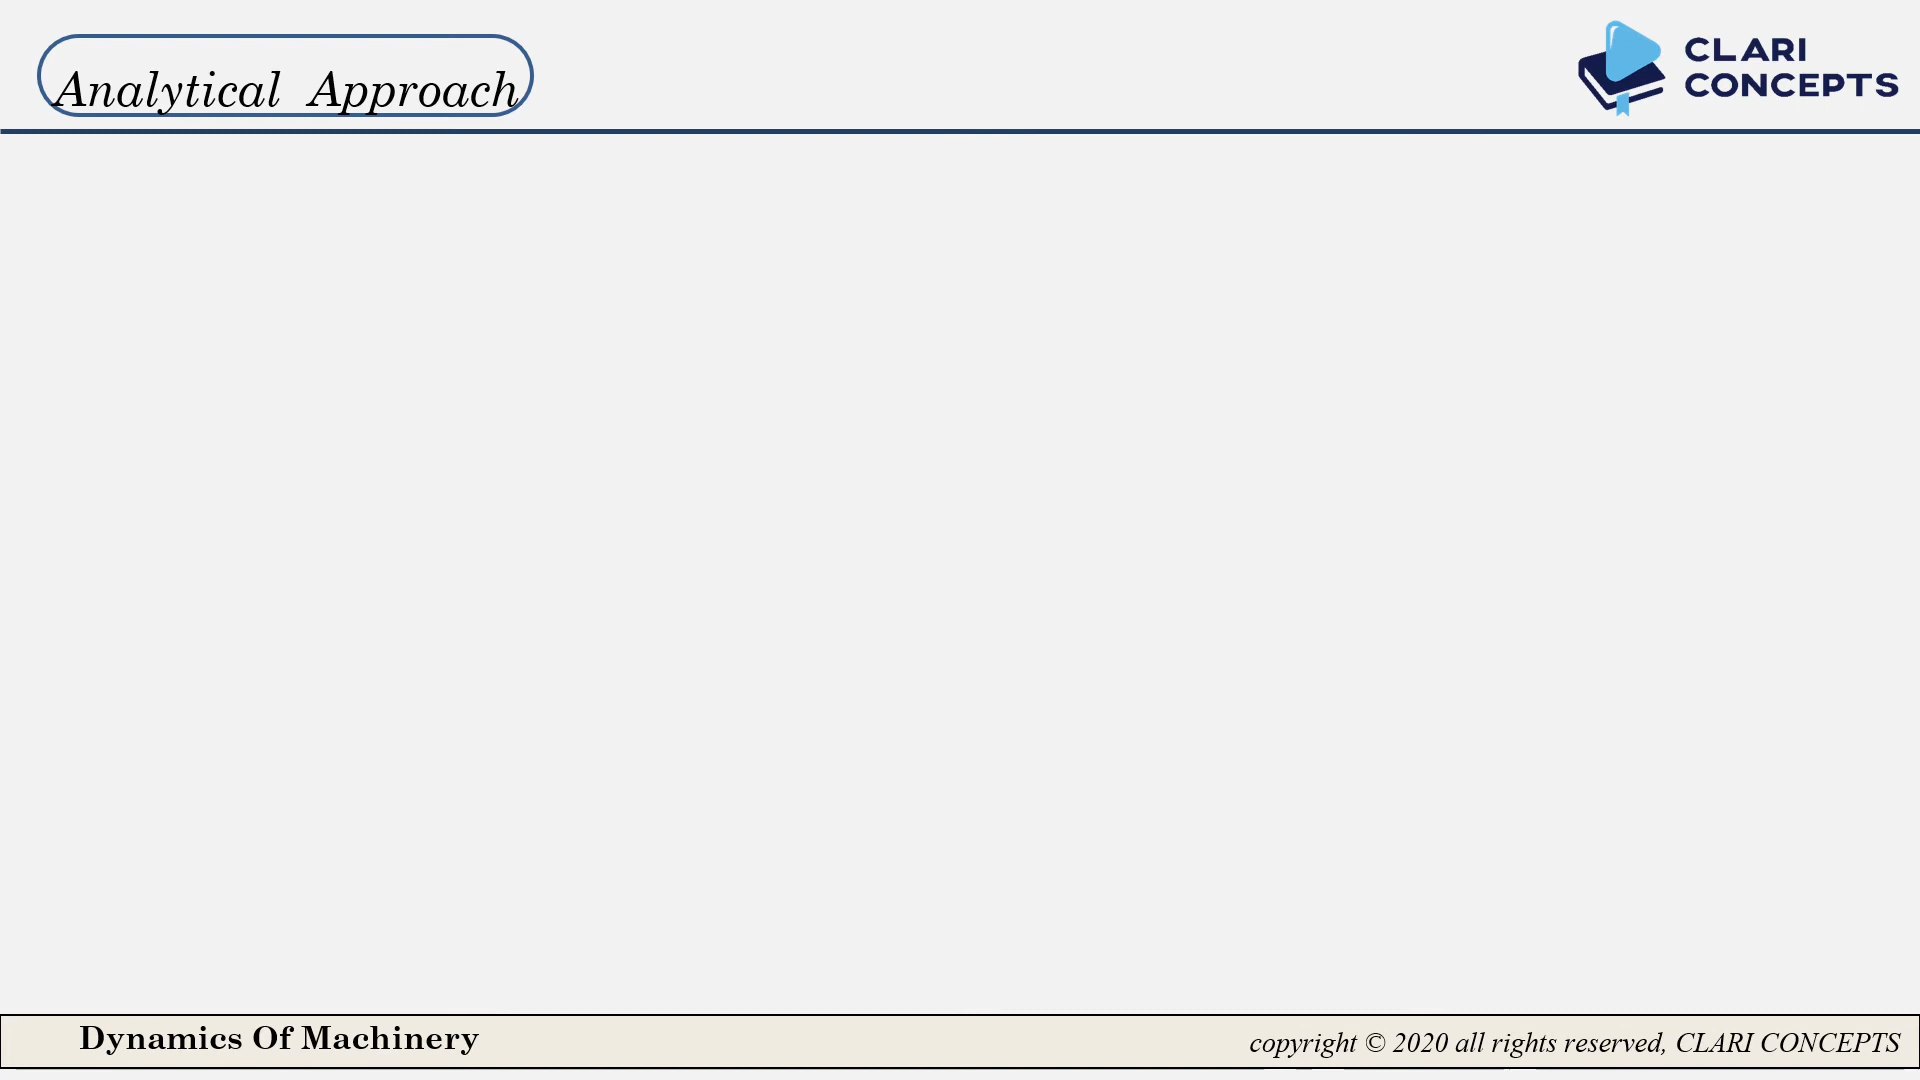 Analytical Approach
CLARI
CONCEPTS
Dynamics Of Machinery
copyright © 2020 all rights reserved, CLARI CONCEPTS